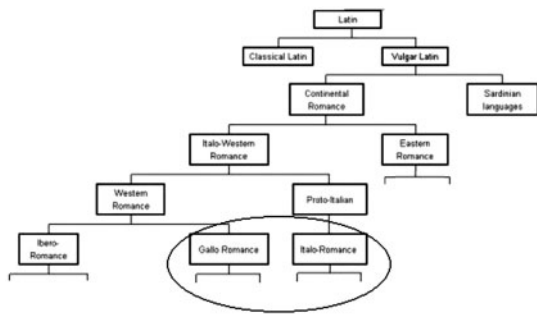 Latin
Classical Latin
Vulgar Latin
Continental
Romance
Sardinian
languages
Italo-Western
Romance
Eastern
Romance
Western
Romance
Proto-Italian
Ibero-
Romance
Gallo Romance
Italo-Romance